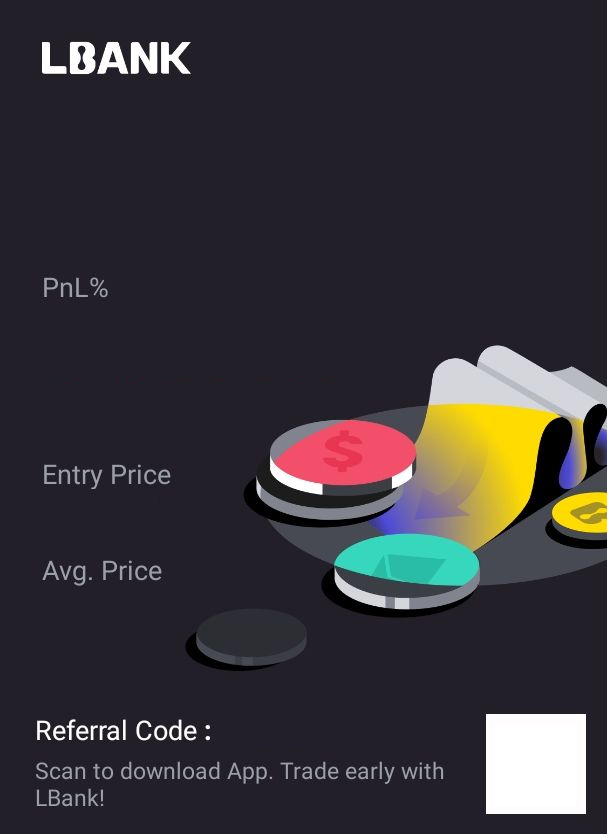 LBANK
PnL%
$
Entry Price
Avg. Price
Referral Code :
Scan to download App. Trade early with
LBank!